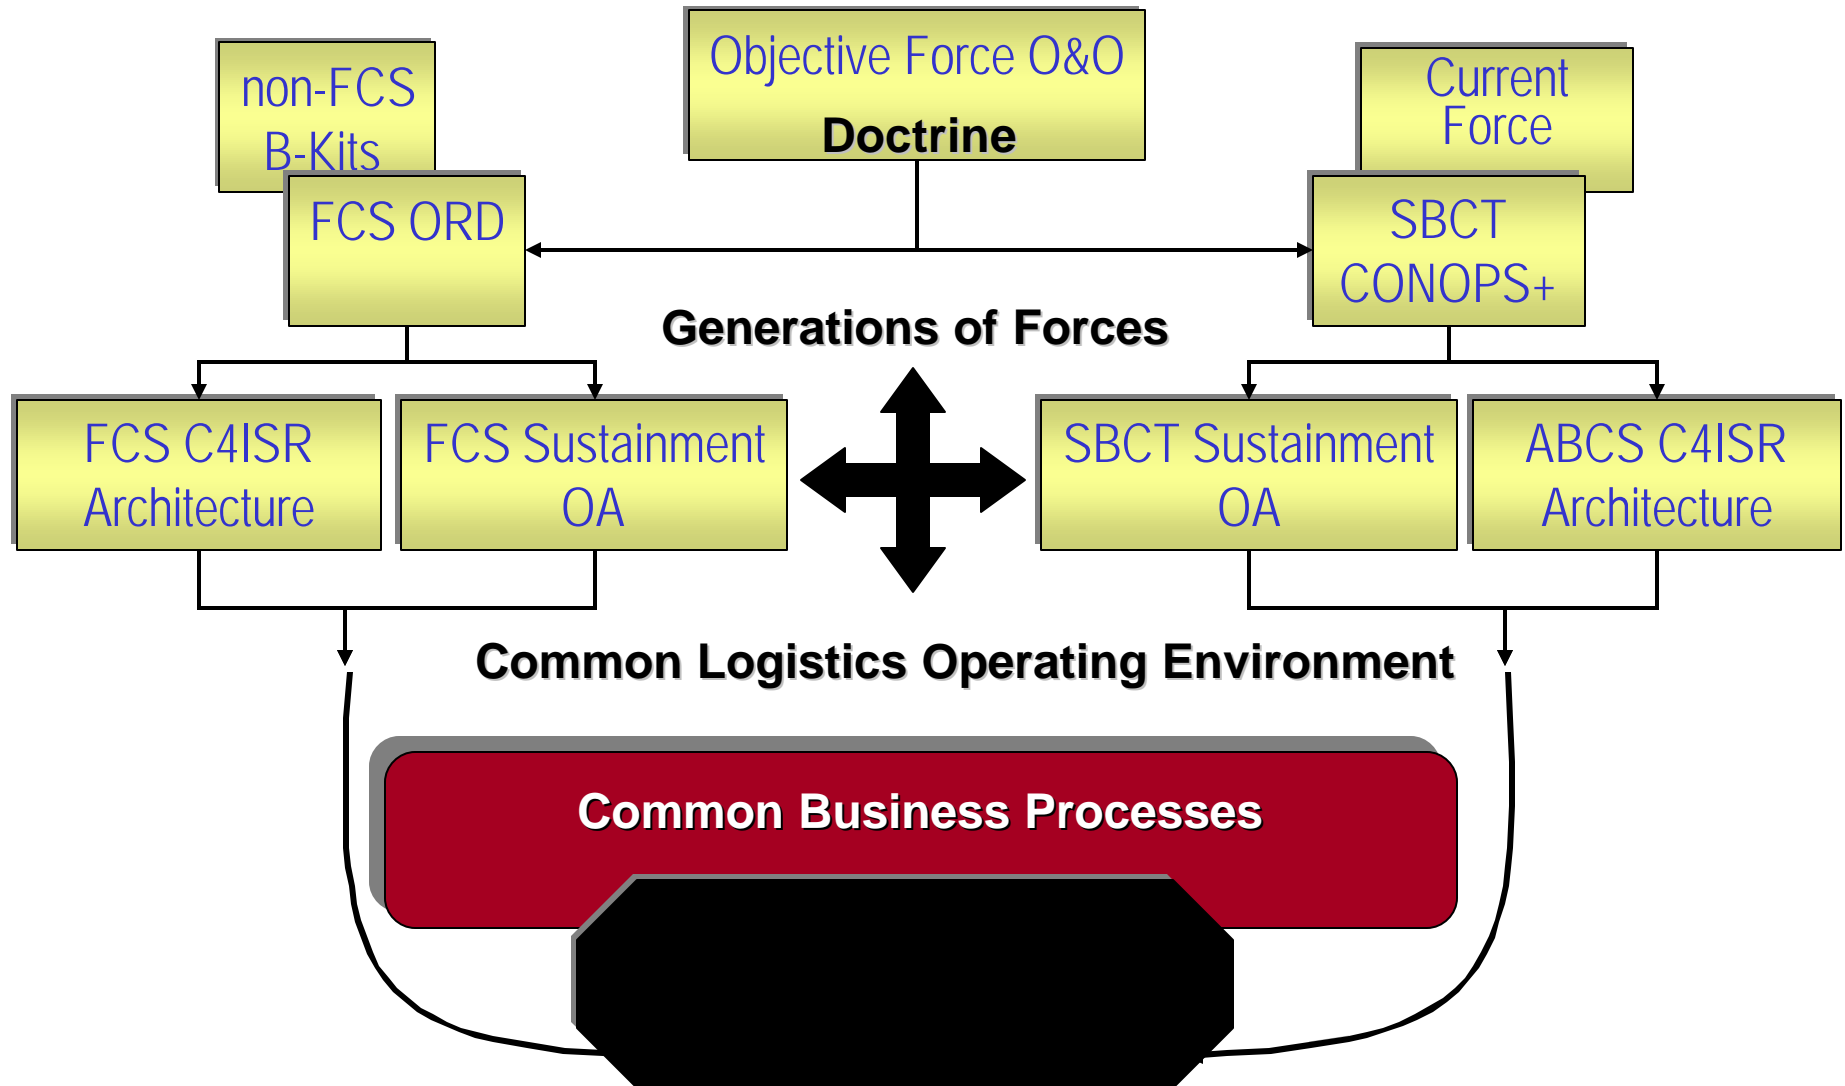 Objective Force O&O
Doctrine
non-FCS
B-Kits
Current
Force
FCS ORD
SBCT
CONOPS+
Generations of Forces
FCS C4ISR
Architecture
FCS Sustainment
OA
SBCT Sustainment
OA
ABCS C4ISR
Architecture
Common Logistics Operating Environment
Common Business Processes